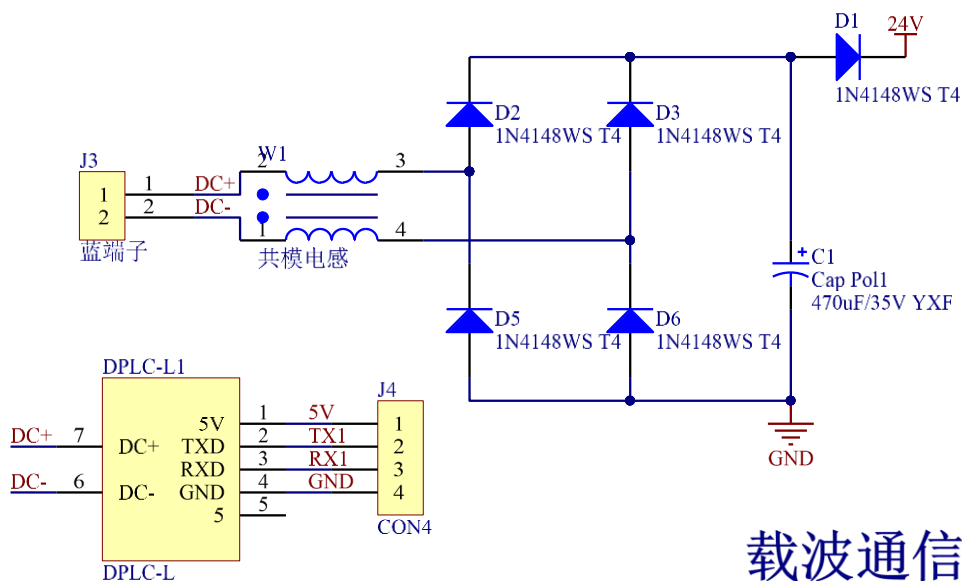 D1
24V
1N4148WS T4
D2
1N4148WS T4
D3
1N4148WS T4
J3
1
2
蓝端子
1
2
DC+
DC-
2
W1
3
1
4
共模电感
+
C1
Cap Pol1
470uF/35V YXF
D5
1N4148WS T4
D6
1N4148WS T4
GND
DPLC-L1
DC+
7
DC+
DC-
6
DC-
5V
1
5V
TXD
2
TX1
RXD
3
RX1
GND
4
GND
5
5
DPLC-L
J4
1
2
3
4
CON4
载波通信